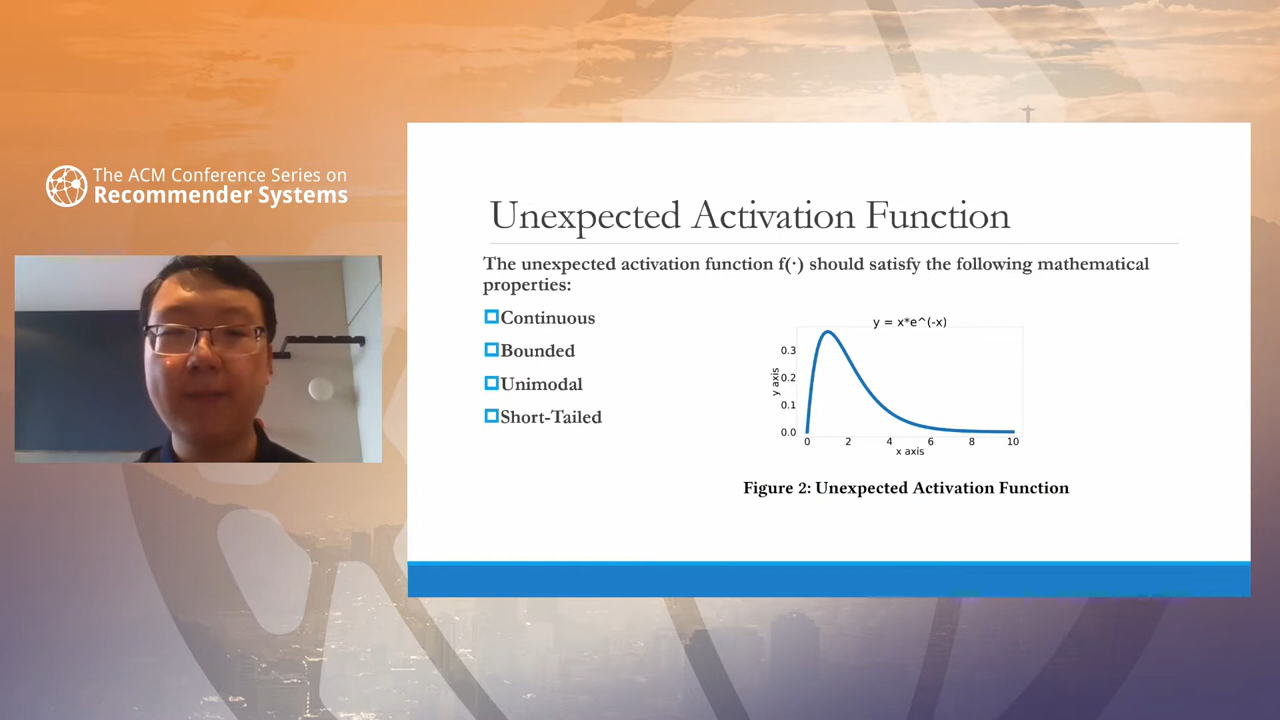 The ACM Conference Series on
Recommender Systems
Unexpected Activation Function
The unexpected activation function f(·) should satisfy the following mathematical
properties:
Continuous
Bounded
Unimodal
Short-Tailed
y = x*e^(-x)
y axis
0.3
0.2
0.1
0.0
0 2 4 6 8 10
x axis
Figure 2: Unexpected Activation Function